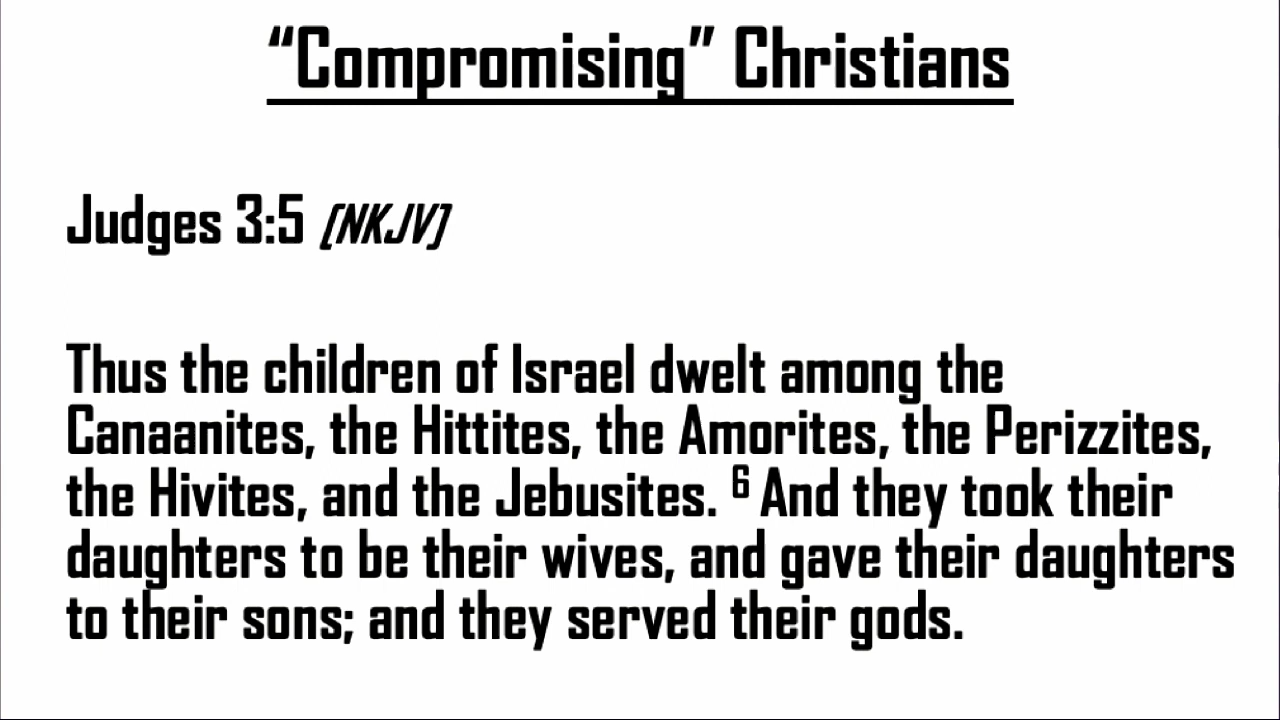 “Compromising” Christians
Judges 3:5 [NKJV]
Thus the children of Israel dwelt among the
Canaanites, the Hittites, the Amorites, the Perizzites,
the Hivites, and the Jebusites. 6 And they took their
daughters to be their wives, and gave their daughters
to their sons; and they served their gods.